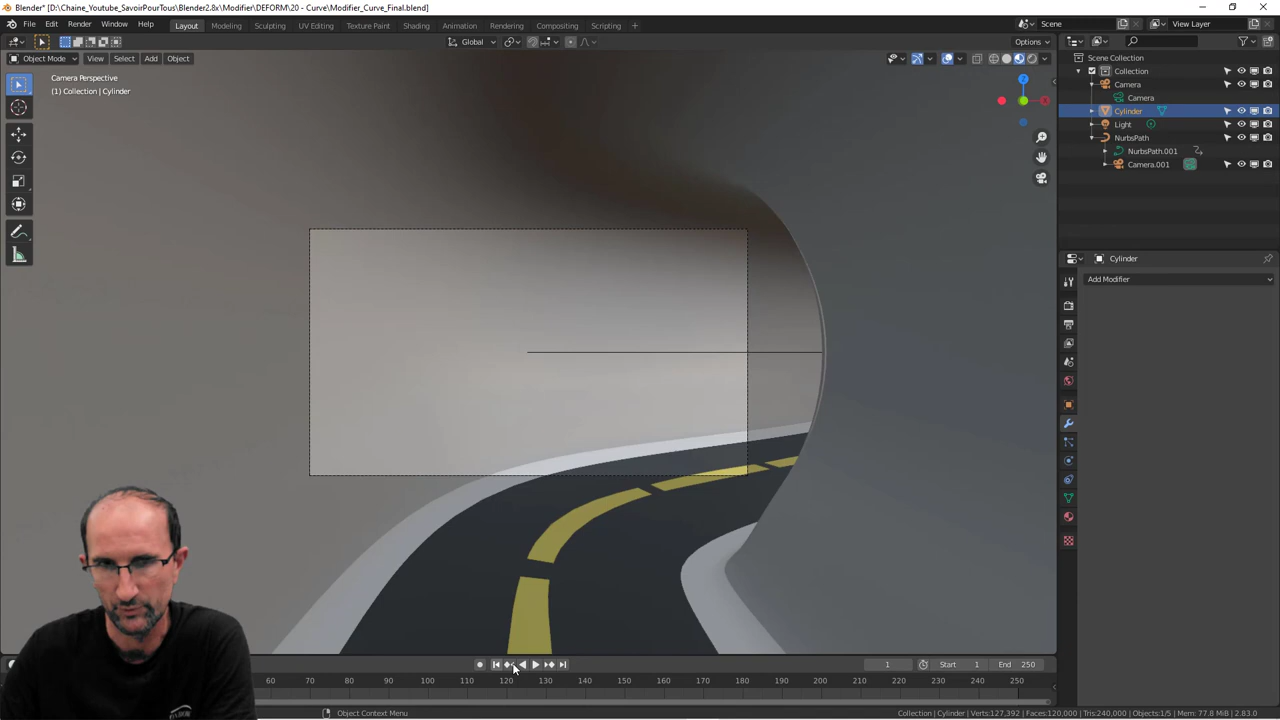 Blender* [D:\Chaine_Youtube_SavoirPourTous\Blender2.8x\Modifier\DEFORM\20 - Curve\Modifier_Curve_Final.blend]
File Edit Render Window Help Layout Modeling Sculpting UV Editing Texture Paint Shading Animation Rendering Compositing Scripting + Scene View Layer
Global Options
Object Mode View Select Add Object
Camera Perspective
(1) Collection | Cylinder
Z
X
Scene Collection
Collection
Camera
Camera
Cylinder
Light
NurbsPath
NurbsPath.001
Camera.001
Cylinder
Add Modifier
1 Start 1 End 250
60 70 80 90 100 110 120 130 140 150 160 170 180 190 200 210 220 230 240 250
Object Context Menu
Collection | Cylinder | Verts:127,392 | Faces:120,000 | Tris:240,000 | Objects:1/5 | Mem: 77.8 MiB | 2.83.0